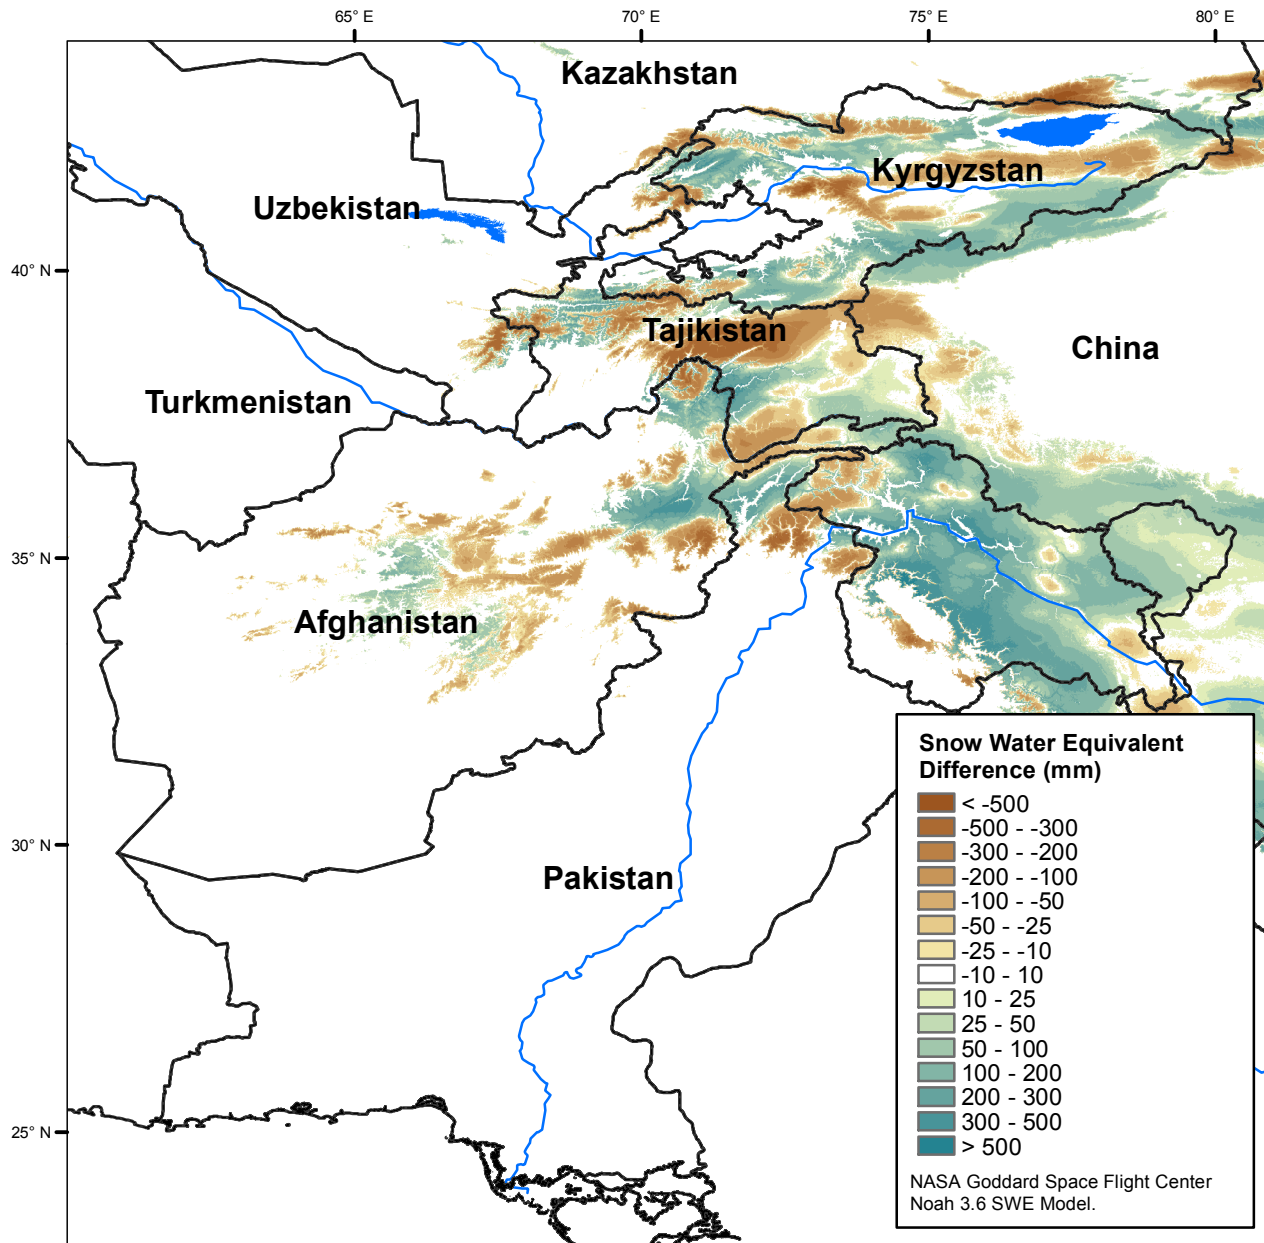 65° E
70° E
75° E
80° E
Kazakhstan
Kyrgyzstan
Uzbekistan
40° N
Tajikistan
China
Turkmenistan
35° N
Afghanistan
Snow Water Equivalent
Difference (mm)
< -500
-500 - -300
-300 - -200
-200 - -100
-100 - -50
-50 - -25
-25 - -10
-10 - 10
10 - 25
25 - 50
50 - 100
100 - 200
200 - 300
300 - 500
> 500
NASA Goddard Space Flight Center
Noah 3.6 SWE Model.
30° N
Pakistan
25° N